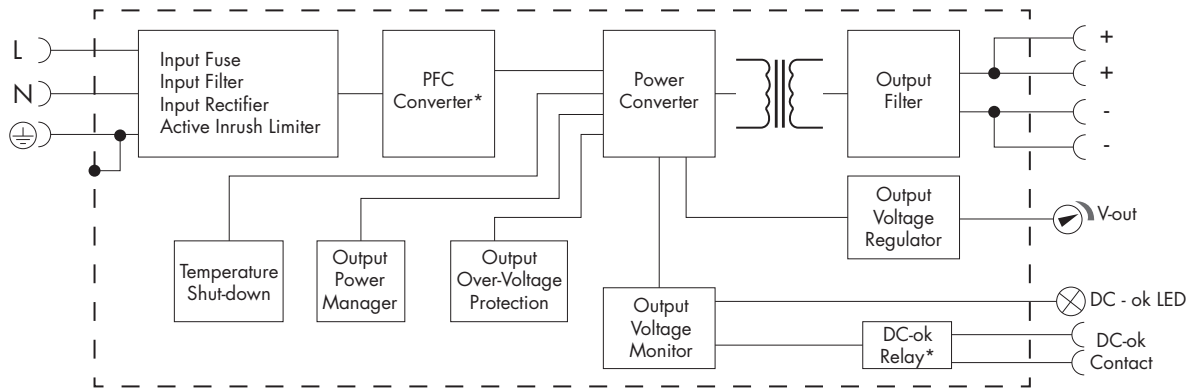 L
N
Input Fuse
Input Filter
Input Rectifier
Active Inrush Limiter
PFC
Converter*
Power
Converter
Output
Filter
+
+
-
-
Output
Voltage
Regulator
V-out
Temperature
Shut-down
Output
Power
Manager
Output
Over-Voltage
Protection
Output
Voltage
Monitor
DC - ok LED
DC-ok
Relay*
DC-ok
Contact